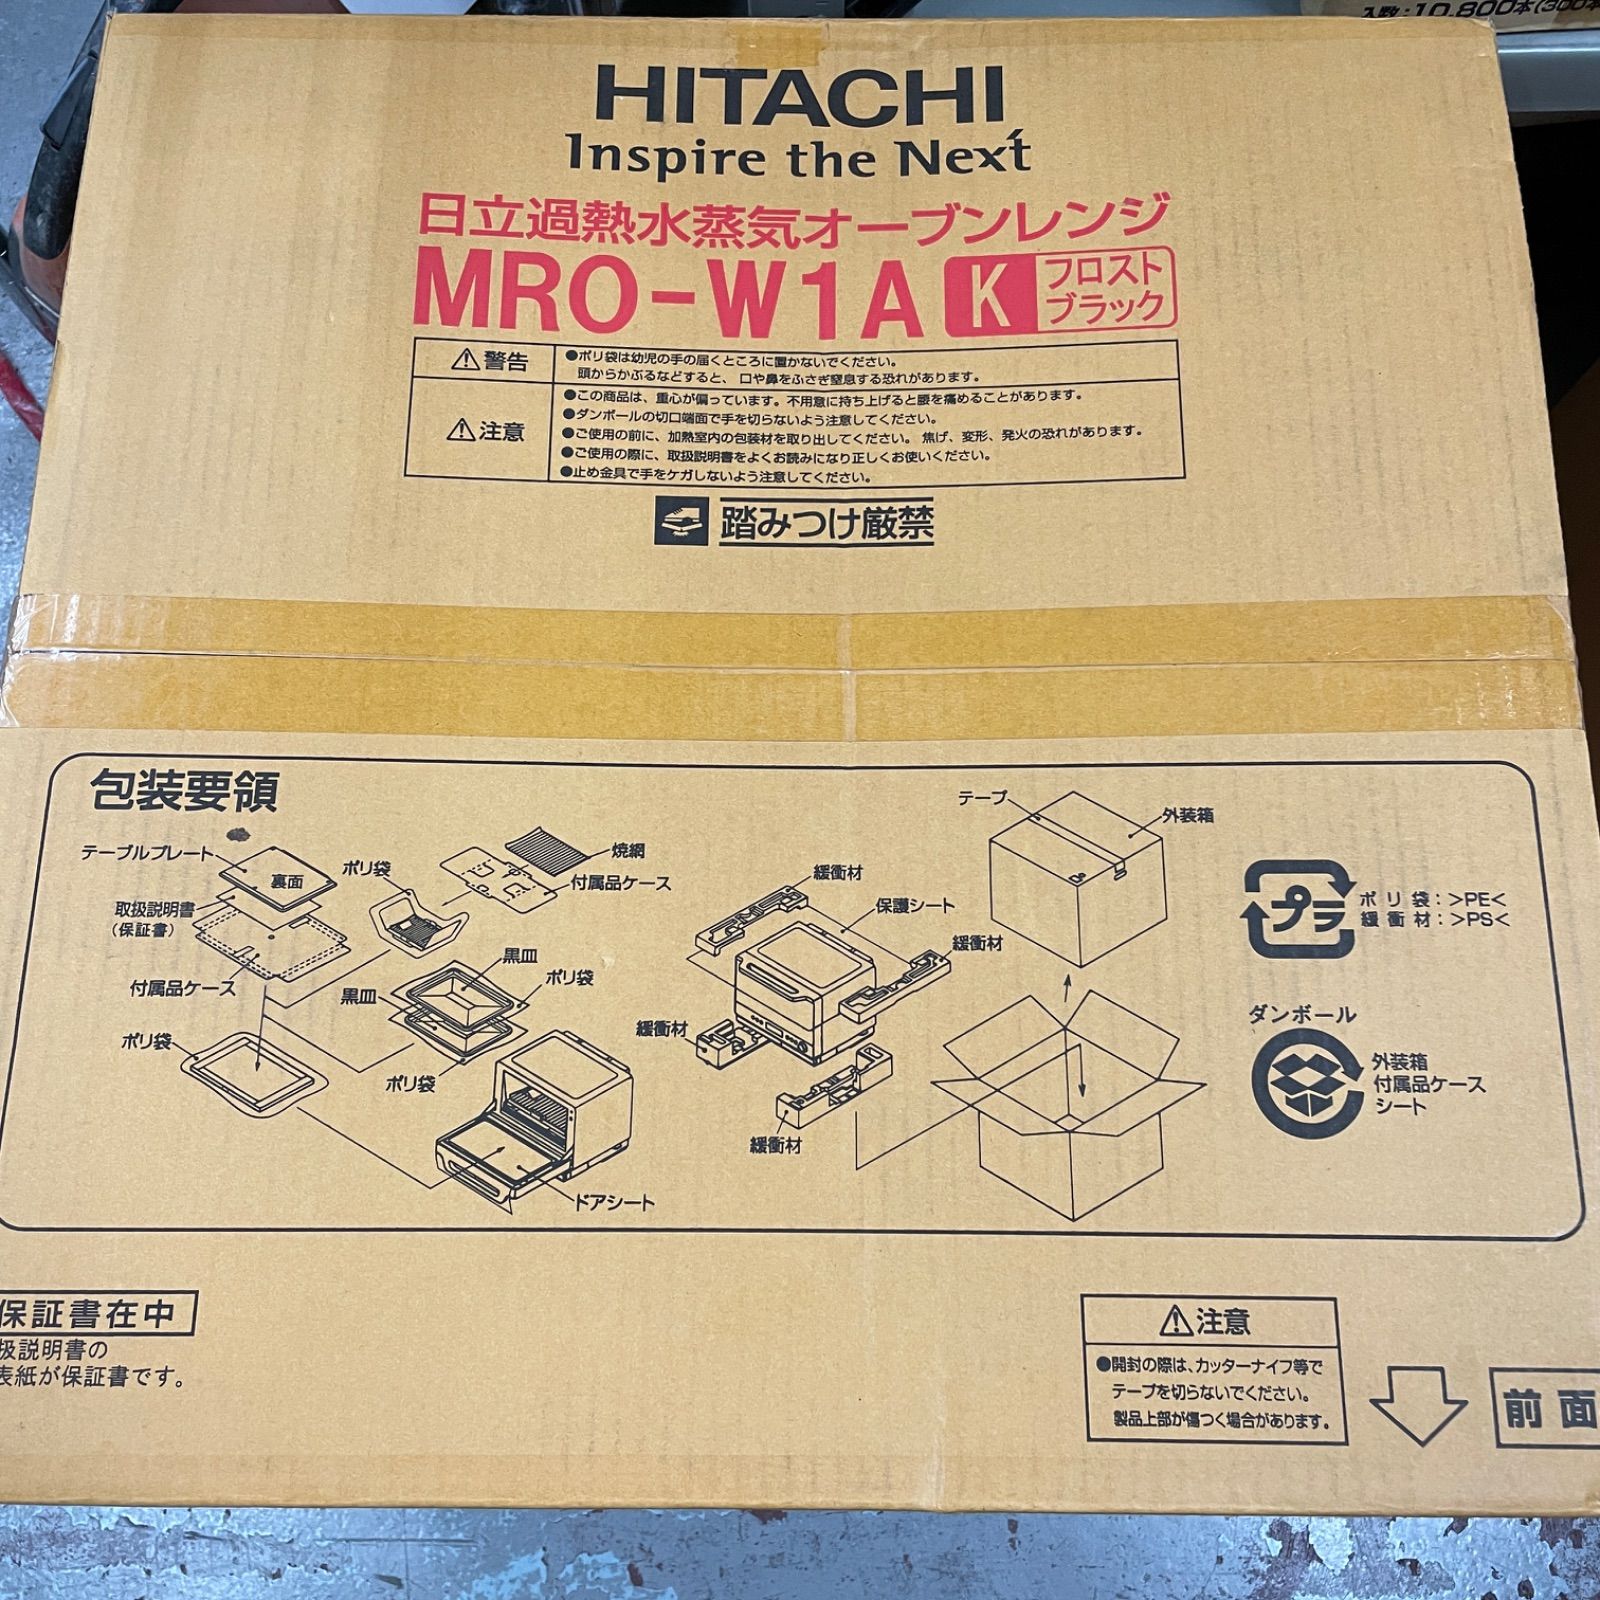 入数:10,800本(300本
HITACHI
Inspire the Next
日立過熱水蒸気オーブンレンジ
MRO-W1A K フロスト
ブラック
警告
●ポリ袋は幼児の手の届くところに置かないでください。
頭からかぶるなどすると、口や鼻をふさぎ窒息する恐れがあります。
注意
●この商品は、重心が偏っています。不用意に持ち上げると腰を痛めることがあります。
●ダンボールの切口端面で手を切らないよう注意してください。
●ご使用の前に、加熱室内の包装材を取り出してください。焦げ、変形、発火の恐れがあります。
●ご使用の際に、取扱説明書をよくお読みになり正しくお使いください。
●止め金具で手をケガしないよう注意してください。
踏みつけ厳禁
包装要領
テーブルプレート
裏面
取扱説明書
(保証書)
付属品ケース
ポリ袋
ポリ袋
焼網
付属品ケース
黒皿
黒皿
ポリ袋
ポリ袋
ドアシート
緩衝材
保護シート
緩衝材
緩衝材
緩衝材
テープ
外装箱
プラ
ポリ袋:>PE<
緩衝材:>PS<
ダンボール
外装箱
付属品ケース
シート
保証書在中
扱説明書の
表紙が保証書です。
注意
●開封の際は、カッターナイフ等で
テープを切らないでください。
製品上部が傷つく場合があります。
前面